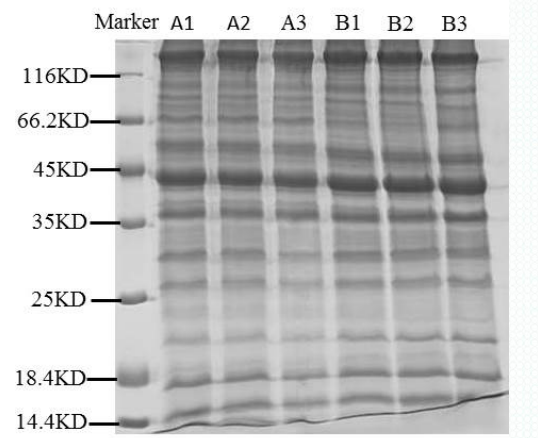 Marker A1 A2 A3 B1 B2 B3
116KD
66.2KD
45KD
35KD
25KD
18.4KD
14.4KD